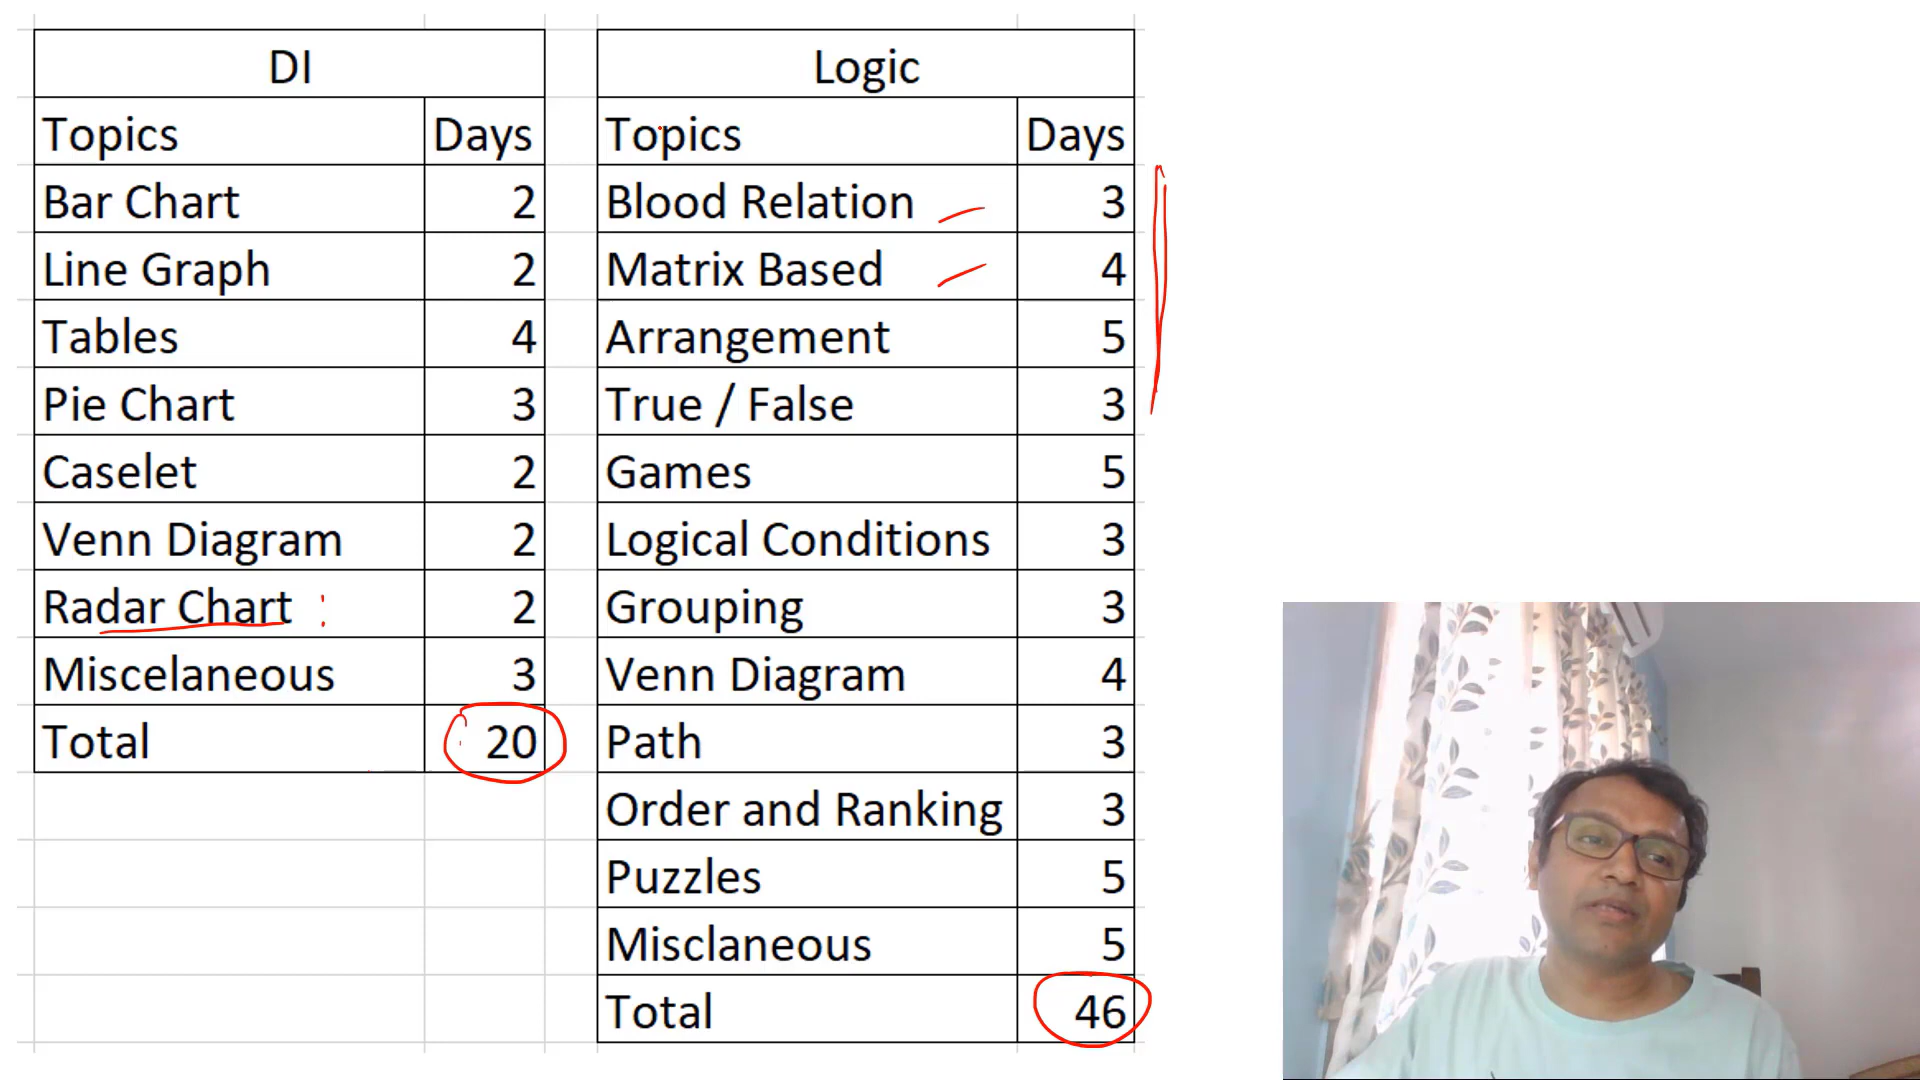 DI
Topics Days
Bar Chart 2
Line Graph 2
Tables 4
Pie Chart 3
Caselet 2
Venn Diagram 2
Radar Chart 2
Miscelaneous 3
Total 20
Logic
Topics Days
Blood Relation 3
Matrix Based 4
Arrangement 5
True / False 3
Games 5
Logical Conditions 3
Grouping 3
Venn Diagram 4
Path 3
Order and Ranking 3
Puzzles 5
Misclaneous 5
Total 46